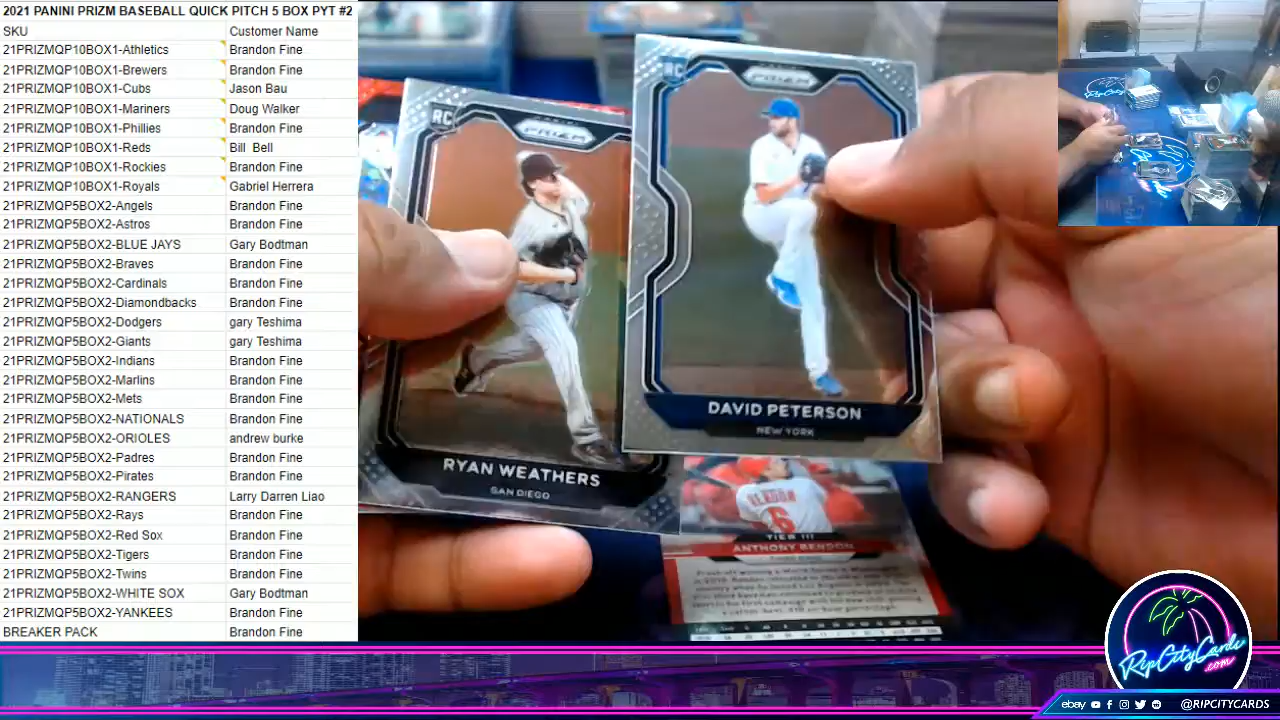 2021 PANINI PRIZM BASEBALL QUICK PITCH 5 BOX PYT #2
SKU Customer Name
21PRIZMQP10BOX1-Athletics Brandon Fine
21PRIZMQP10BOX1-Brewers Brandon Fine
21PRIZMQP10BOX1-Cubs Jason Bau
21PRIZMQP10BOX1-Mariners Doug Walker
21PRIZMQP10BOX1-Phillies Brandon Fine
21PRIZMQP10BOX1-Reds Bill Bell
21PRIZMQP10BOX1-Rockies Brandon Fine
21PRIZMQP10BOX1-Royals Gabriel Herrera
21PRIZMQP5BOX2-Angels Brandon Fine
21PRIZMQP5BOX2-Astros Brandon Fine
21PRIZMQP5BOX2-BLUE JAYS Gary Bodtman
21PRIZMQP5BOX2-Braves Brandon Fine
21PRIZMQP5BOX2-Cardinals Brandon Fine
21PRIZMQP5BOX2-Diamondbacks Brandon Fine
21PRIZMQP5BOX2-Dodgers gary Teshima
21PRIZMQP5BOX2-Giants gary Teshima
21PRIZMQP5BOX2-Indians Brandon Fine
21PRIZMQP5BOX2-Marlins Brandon Fine
21PRIZMQP5BOX2-Mets Brandon Fine
21PRIZMQP5BOX2-NATIONALS Brandon Fine
21PRIZMQP5BOX2-ORIOLES andrew burke
21PRIZMQP5BOX2-Padres Brandon Fine
21PRIZMQP5BOX2-Pirates Brandon Fine
21PRIZMQP5BOX2-RANGERS Larry Darren Liao
21PRIZMQP5BOX2-Rays Brandon Fine
21PRIZMQP5BOX2-Red Sox Brandon Fine
21PRIZMQP5BOX2-Tigers Brandon Fine
21PRIZMQP5BOX2-Twins Brandon Fine
21PRIZMQP5BOX2-WHITE SOX Gary Bodtman
21PRIZMQP5BOX2-YANKEES Brandon Fine
BREAKER PACK Brandon Fine
RC
PRIZM
RYAN WEATHERS
SAN DIEGO
RC
PRIZM
DAVID PETERSON
NEW YORK
RENDON
6
TIER III
ANTHONY RENDON
RipCityCards
.com
ebay @RIPCITYCARDS